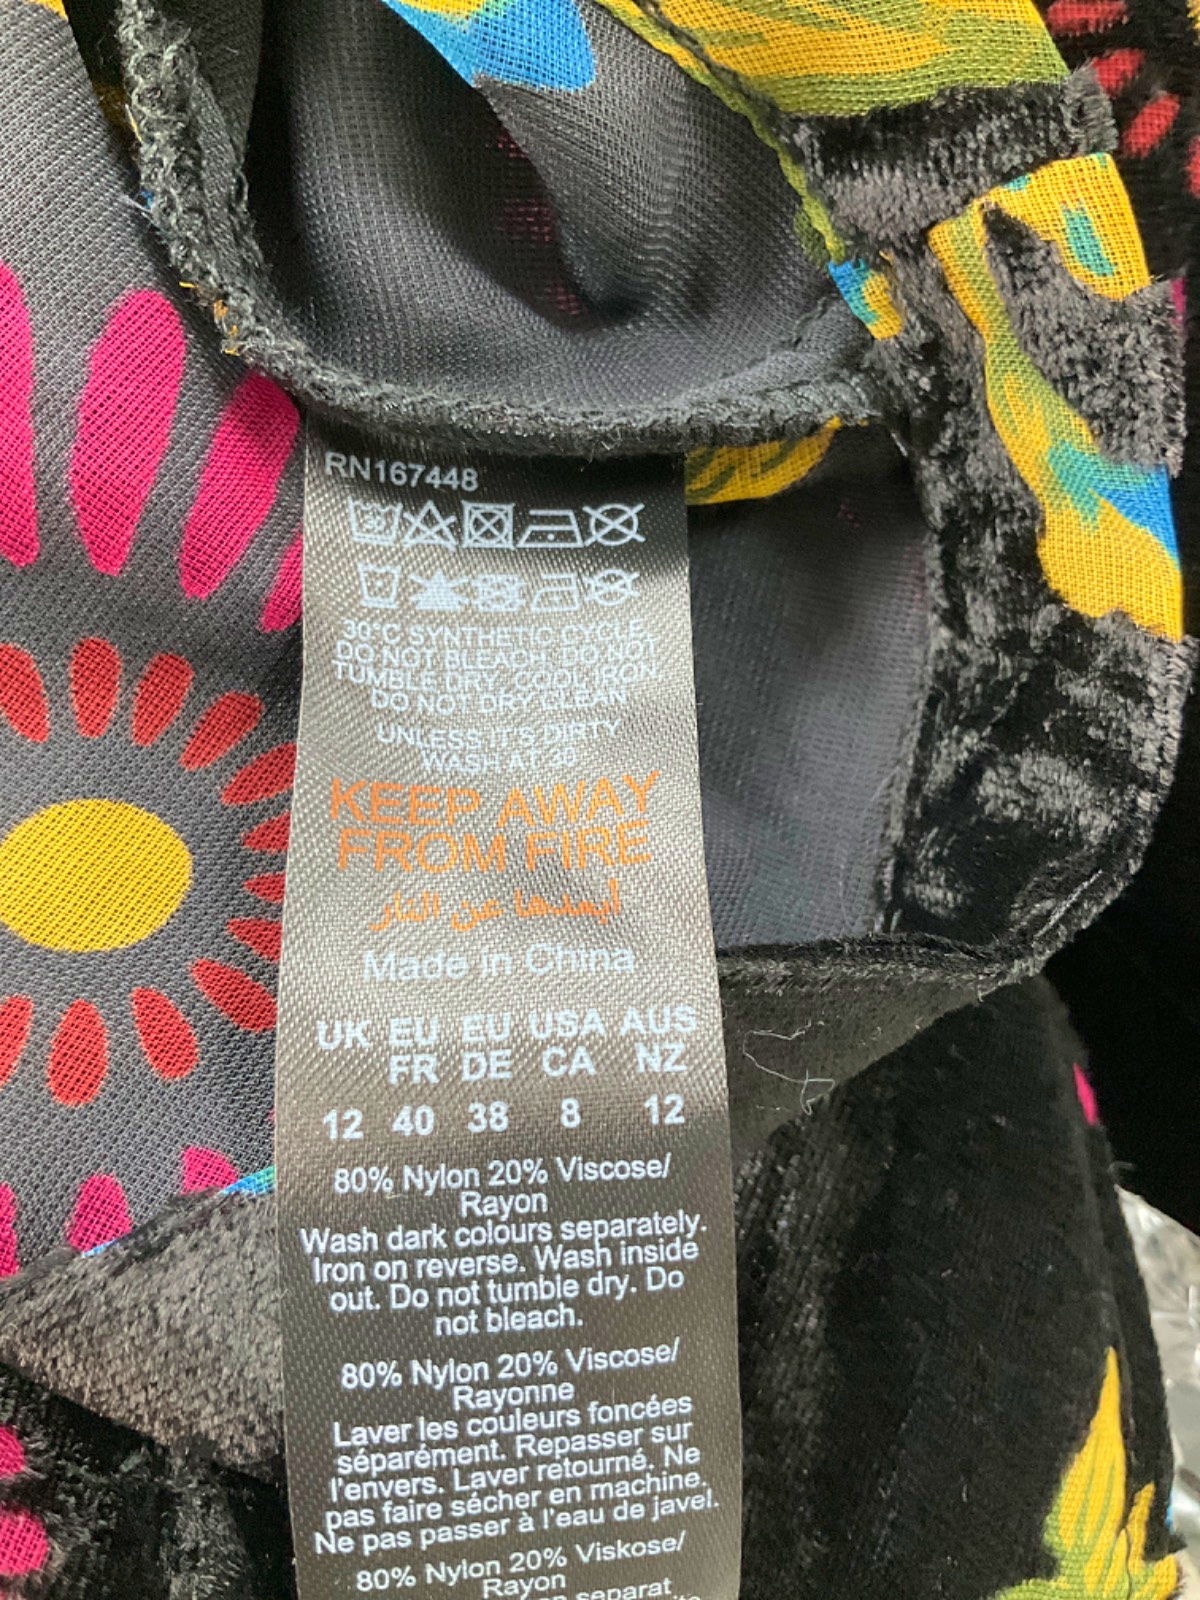 RN167448
30°C SYNTHETIC CYCLE,
DO NOT BLEACH, DO NOT
TUMBLE DRY, COOL IRON
DO NOT DRY CLEAN
UNLESS IT'S DIRTY
WASH AT 30°
KEEP AWAY
FROM FIRE
أبعدها عن النار
Made in China
UK EU EU USA AUS
FR DE CA NZ
12 40 38 8 12
80% Nylon 20% Viscose/
Rayon
Wash dark colours separately.
Iron on reverse. Wash inside
out. Do not tumble dry. Do
not bleach.
80% Nylon 20% Viscose/
Rayonne
Laver les couleurs foncées
séparément. Repasser sur
l'envers. Laver retourné. Ne
pas faire sécher en machine.
Ne pas passer à l'eau de javel.
80% Nylon 20% Viskose/
Rayon
separat